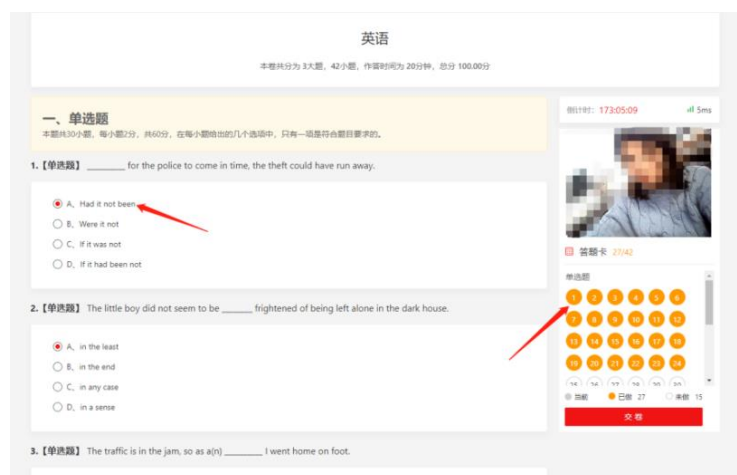 英语
本卷共分为 3大题，42小题，作答时间为 20分钟，总分 100.00分
一、单选题
本题共30小题，每小题2分，共60分，在每小题给出的几个选项中，只有一项是符合题目要求的。
1.【单选题】 ________ for the police to come in time, the theft could have run away.
A、Had it not been
B、Were it not
C、If it was not
D、If it had been not
2.【单选题】 The little boy did not seem to be ______ frightened of being left alone in the dark house.
A、in the least
B、in the end
C、in any case
D、in a sense
3.【单选题】 The traffic is in the jam, so as a(n) ________ I went home on foot.
倒计时：173:05:09 5ms
答题卡 27/42
单选题
1 2 3 4 5 6
7 8 9 10 11 12
13 14 15 16 17 18
19 20 21 22 23 24
25 26 27 28 29 30
当前 已做 27 未做 15
交卷